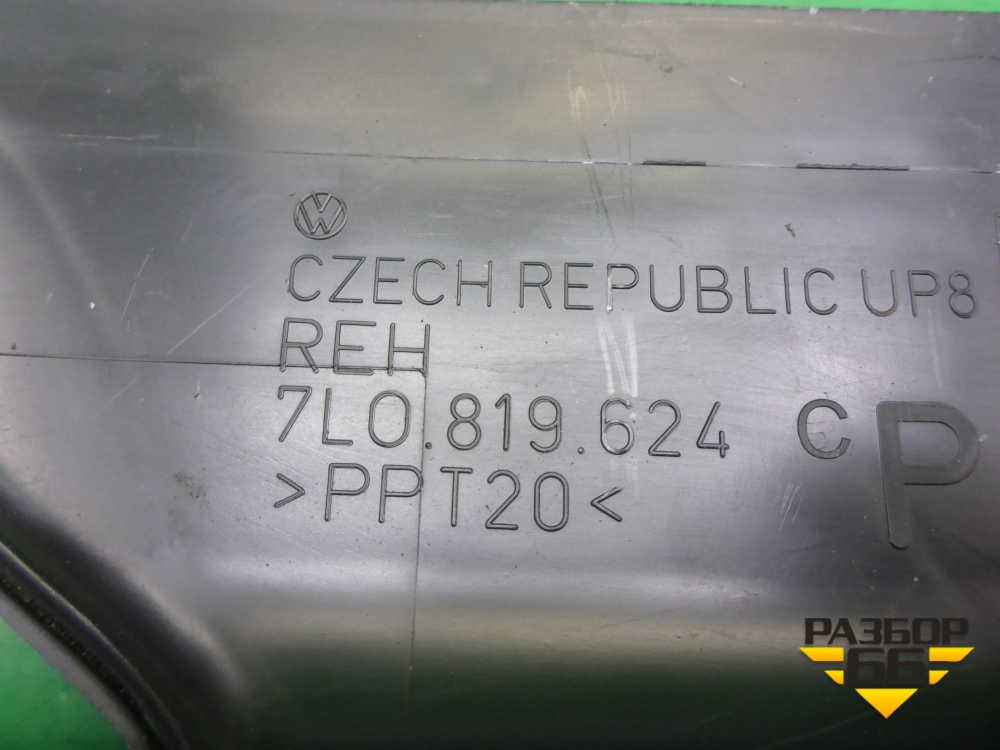 CZECH REPUBLIC UP8
REH
7L0.819.624 C P
>PPT20<
РАЗБОР
66